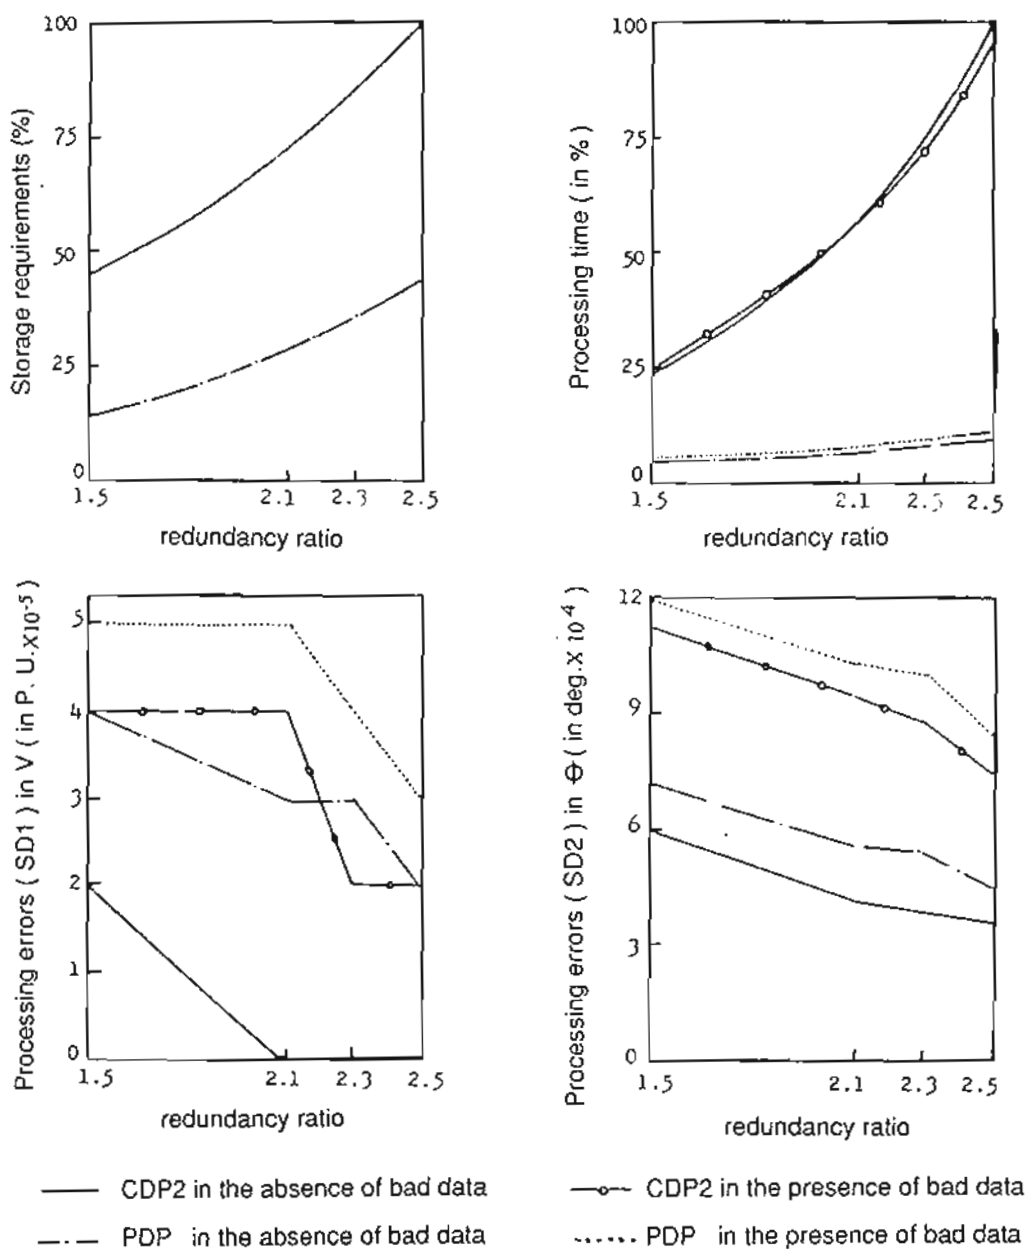 100
75
50
25
0
Storage requirements (%)
1.5 2.1 2.3 2.5
redundancy ratio
100
75
50
25
0
Processing time ( in %)
1.5 2.1 2.3 2.5
redundancy ratio
5
4
3
2
1
0
Processing errors ( SD1 ) in V ( in P. U.X10-5 )
1.5 2.1 2.3 2.5
redundancy ratio
12
9
6
3
0
Processing errors ( SD2 ) in Θ ( in deg.X 10-4 )
1.5 2.1 2.3 2.5
redundancy ratio
CDP2 in the absence of bad data
CDP2 in the presence of bad data
PDP in the absence of bad data
PDP in the presence of bad data